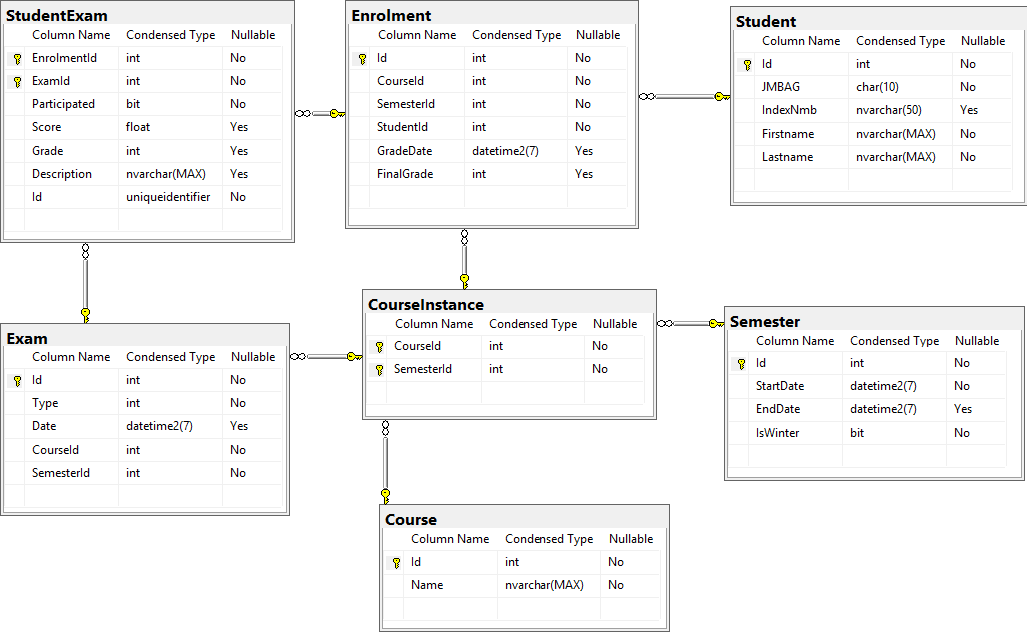 StudentExam
Column Name Condensed Type Nullable
EnrolmentId int No
ExamId int No
Participated bit No
Score float Yes
Grade int Yes
Description nvarchar(MAX) Yes
Id uniqueidentifier No
Enrolment
Column Name Condensed Type Nullable
Id int No
CourseId int No
SemesterId int No
StudentId int No
GradeDate datetime2(7) Yes
FinalGrade int Yes
Student
Column Name Condensed Type Nullable
Id int No
JMBAG char(10) No
IndexNmb nvarchar(50) Yes
Firstname nvarchar(MAX) No
Lastname nvarchar(MAX) No
Exam
Column Name Condensed Type Nullable
Id int No
Type int No
Date datetime2(7) Yes
CourseId int No
SemesterId int No
CourseInstance
Column Name Condensed Type Nullable
CourseId int No
SemesterId int No
Semester
Column Name Condensed Type Nullable
Id int No
StartDate datetime2(7) No
EndDate datetime2(7) Yes
IsWinter bit No
Course
Column Name Condensed Type Nullable
Id int No
Name nvarchar(MAX) No